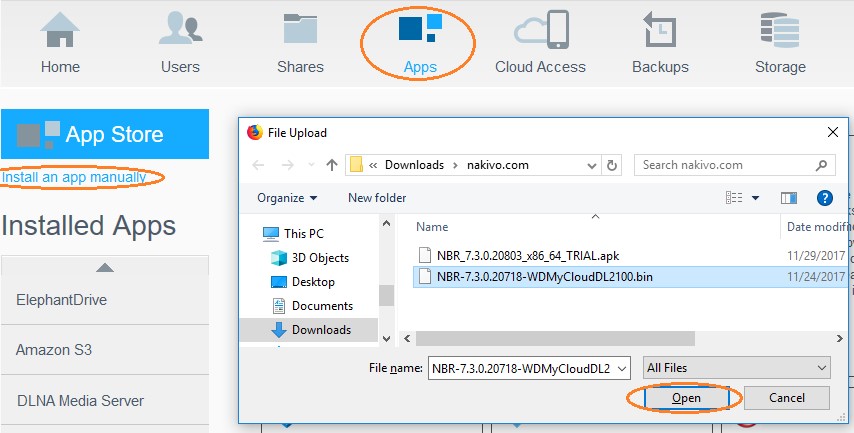 Home Users Shares Apps Cloud Access Backups Storage
App Store
Install an app manually
Installed Apps
ElephantDrive
Amazon S3
DLNA Media Server
File Upload
« Downloads > nakivo.com
Search nakivo.com
Organize New folder
This PC
3D Objects
Desktop
Documents
Downloads
Name Date modifi
NBR_7.3.0.20803_x86_64_TRIAL.apk 11/29/2017
NBR-7.3.0.20718-WDMyCloudDL2100.bin 11/24/2017
File name: NBR-7.3.0.20718-WDMyCloudDL2 All Files
Open Cancel